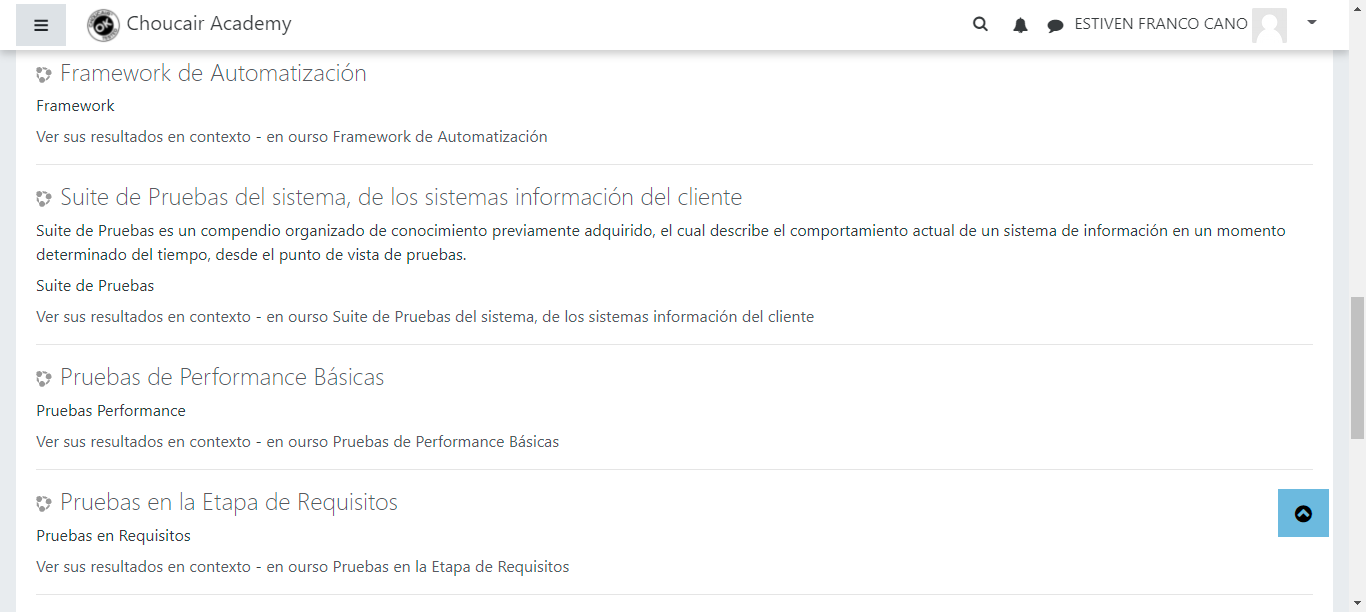 Choucair Academy
ESTIVEN FRANCO CANO
Framework de Automatización
Framework
Ver sus resultados en contexto - en ourso Framework de Automatización
Suite de Pruebas del sistema, de los sistemas información del cliente
Suite de Pruebas es un compendio organizado de conocimiento previamente adquirido, el cual describe el comportamiento actual de un sistema de información en un momento
determinado del tiempo, desde el punto de vista de pruebas.
Suite de Pruebas
Ver sus resultados en contexto - en ourso Suite de Pruebas del sistema, de los sistemas información del cliente
Pruebas de Performance Básicas
Pruebas Performance
Ver sus resultados en contexto - en ourso Pruebas de Performance Básicas
Pruebas en la Etapa de Requisitos
Pruebas en Requisitos
Ver sus resultados en contexto - en ourso Pruebas en la Etapa de Requisitos